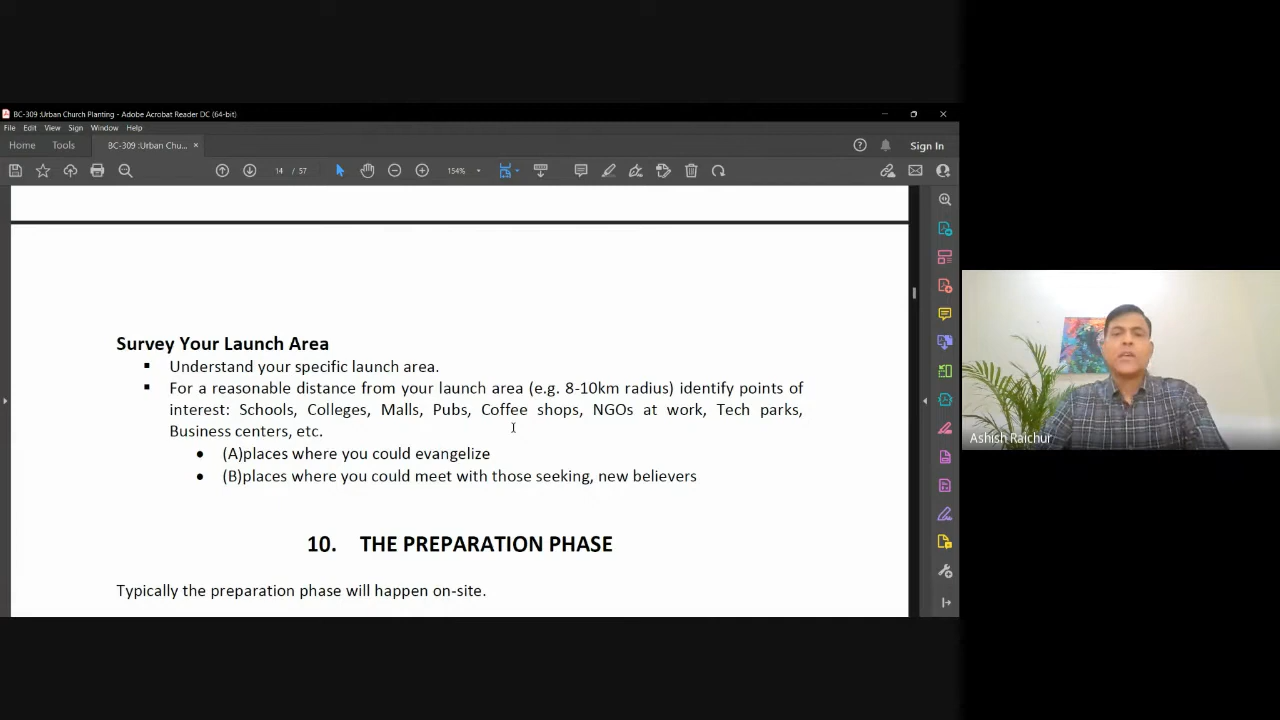 BC-309 :Urban Church Planting - Adobe Acrobat Reader DC (64-bit)
File Edit View Sign Window Help
Home Tools BC-309 :Urban Chu... × Sign In
14 / 57 154%
Survey Your Launch Area
▪ Understand your specific launch area.
▪ For a reasonable distance from your launch area (e.g. 8-10km radius) identify points of
interest: Schools, Colleges, Malls, Pubs, Coffee shops, NGOs at work, Tech parks,
Business centers, etc.
• (A)places where you could evangelize
• (B)places where you could meet with those seeking, new believers
10. THE PREPARATION PHASE
Typically the preparation phase will happen on-site.
Ashish Raichur